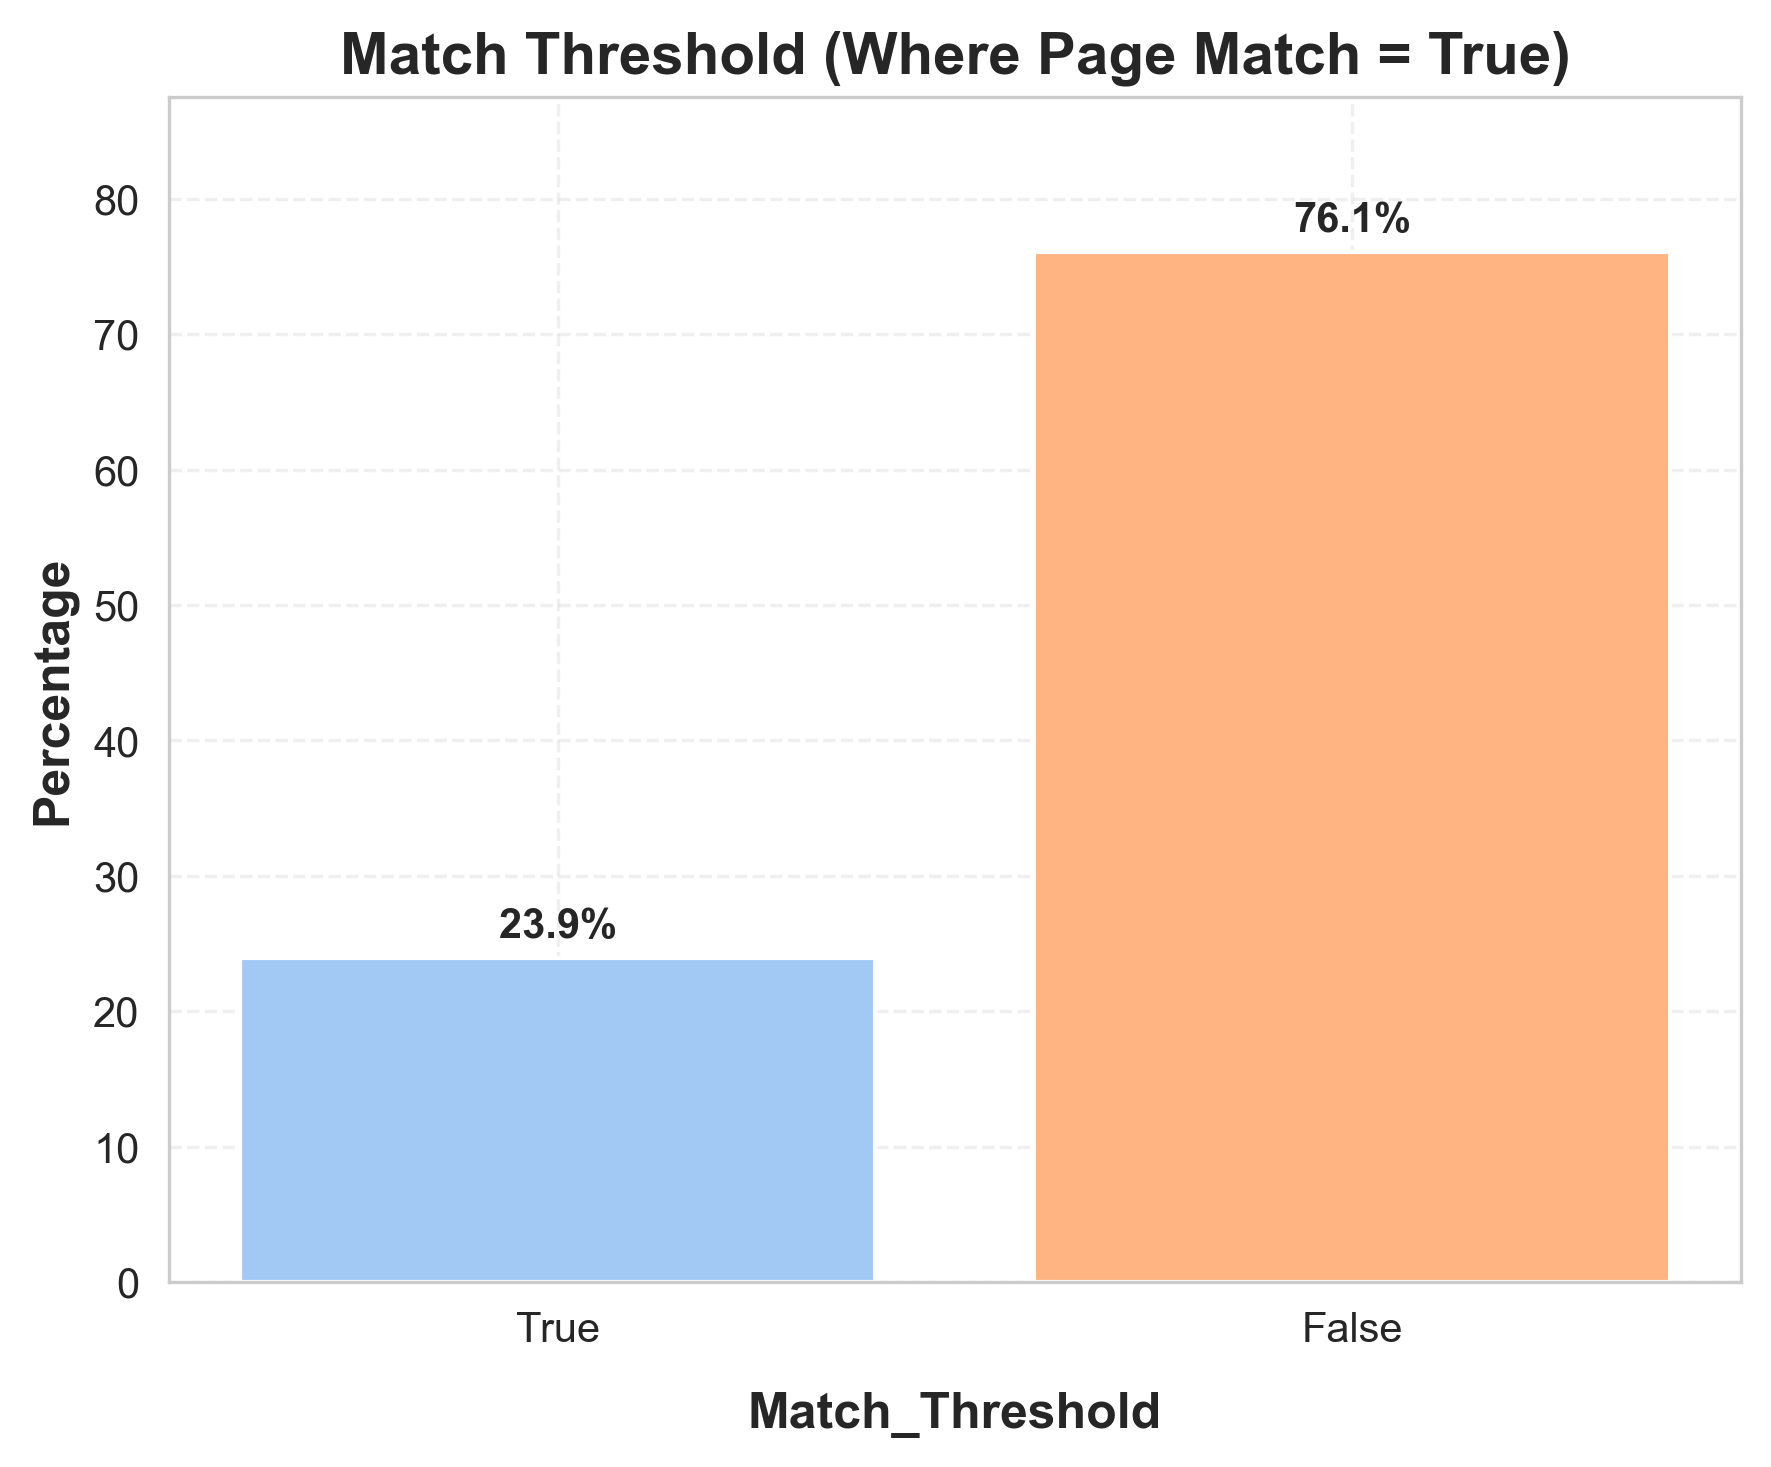 Match Threshold (Where Page Match = True)
Percentage
80
70
60
50
40
30
20
10
0
76.1%
23.9%
True
False
Match_Threshold